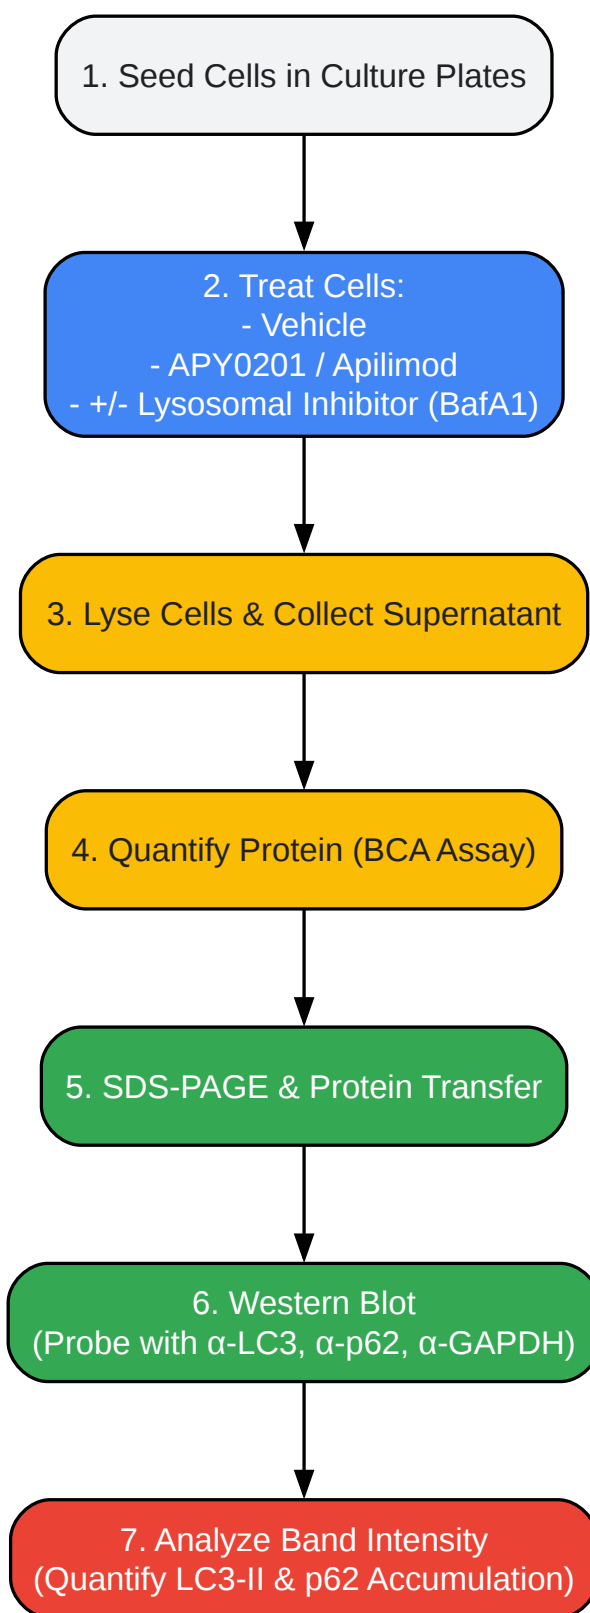 1. Seed Cells in Culture Plates
2. Treat Cells:
- Vehicle
- APY0201 / Apilimod
- +/- Lysosomal Inhibitor (BafA1)
3. Lyse Cells & Collect Supernatant
4. Quantify Protein (BCA Assay)
5. SDS-PAGE & Protein Transfer
6. Western Blot
(Probe with α-LC3, α-p62, α-GAPDH)
7. Analyze Band Intensity
(Quantify LC3-II & p62 Accumulation)